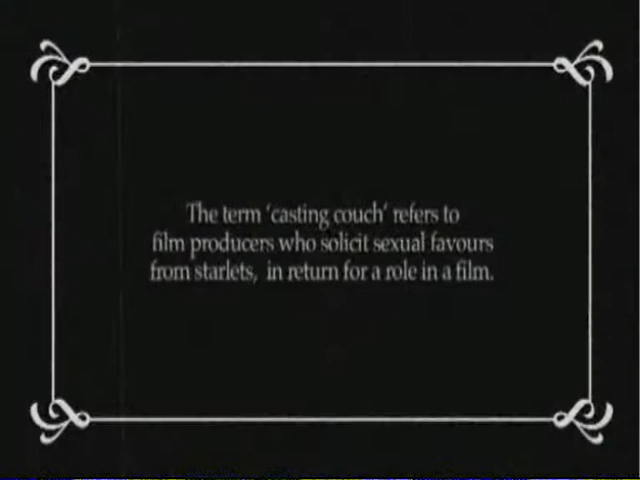 The term 'casting couch' refers to
film producers who solicit sexual favours
from starlets, in return for a role in a film.